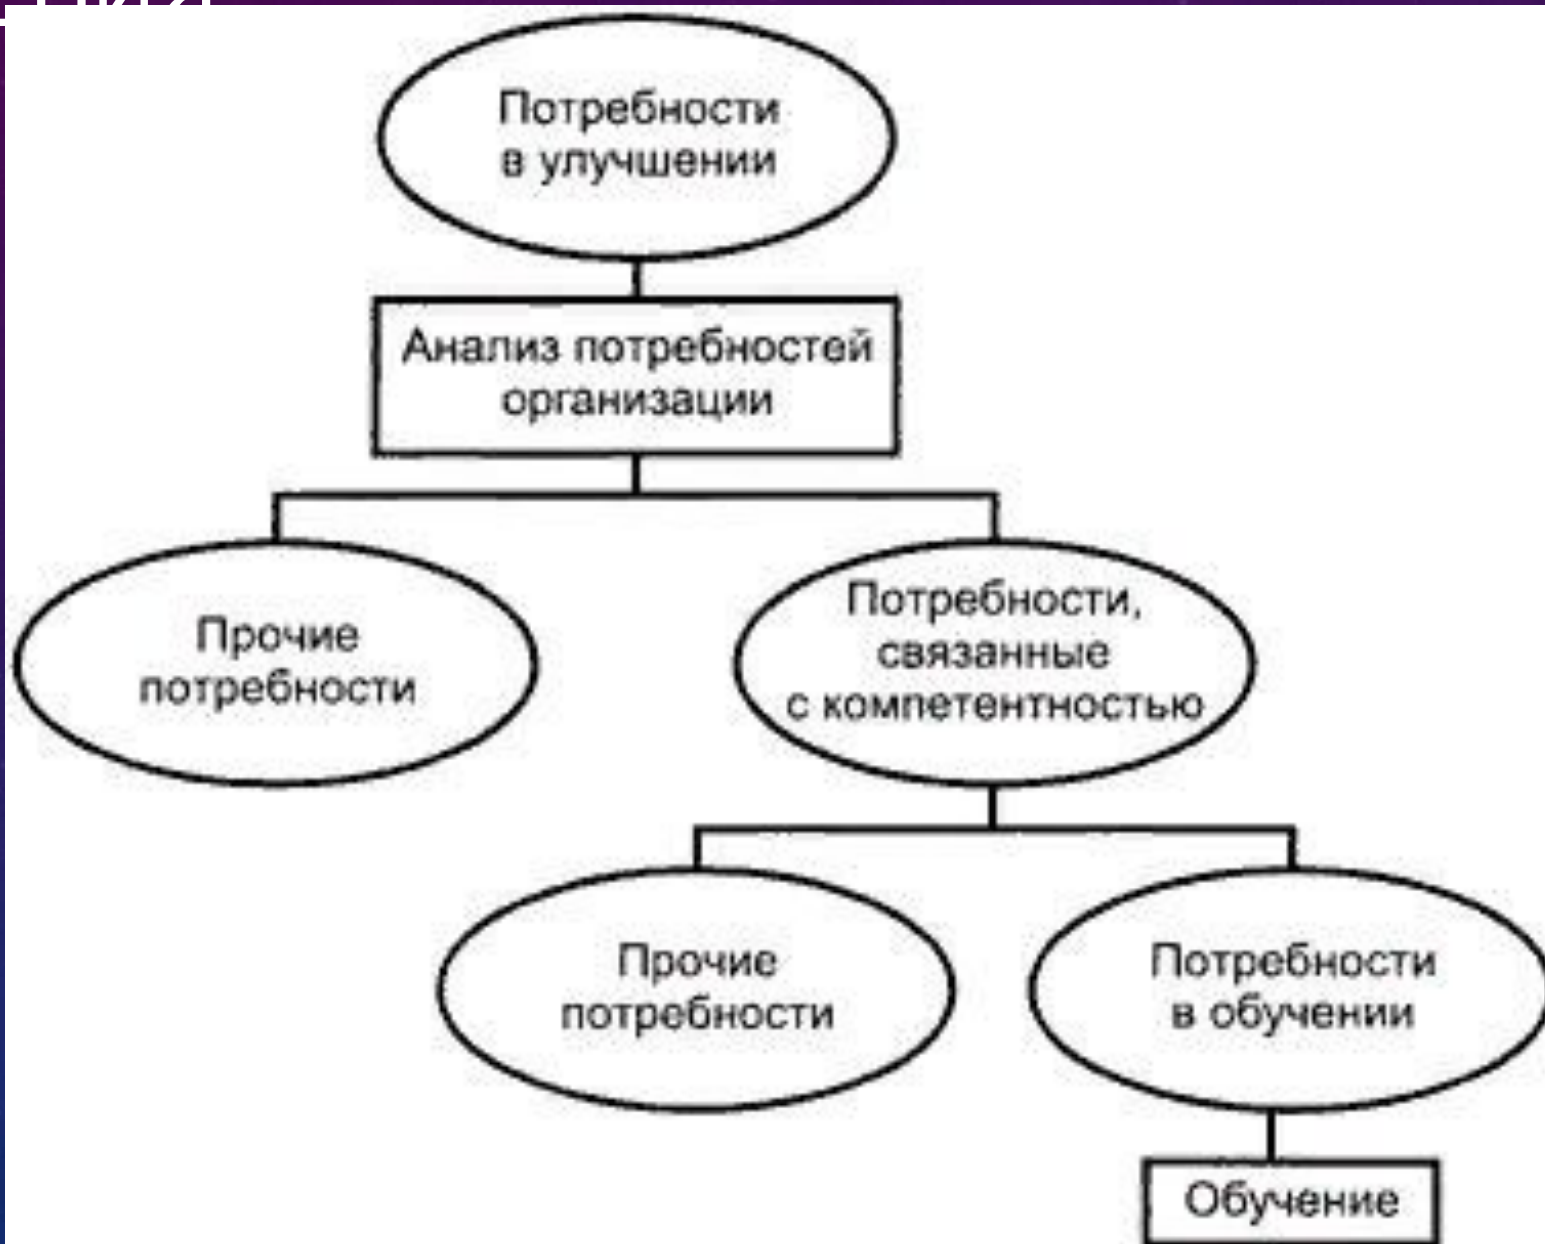 Потребности
в улучшении
Анализ потребностей
организации
Прочие
потребности
Потребности,
связанные
с компетентностью
Прочие
потребности
Потребности
в обучении
Обучение